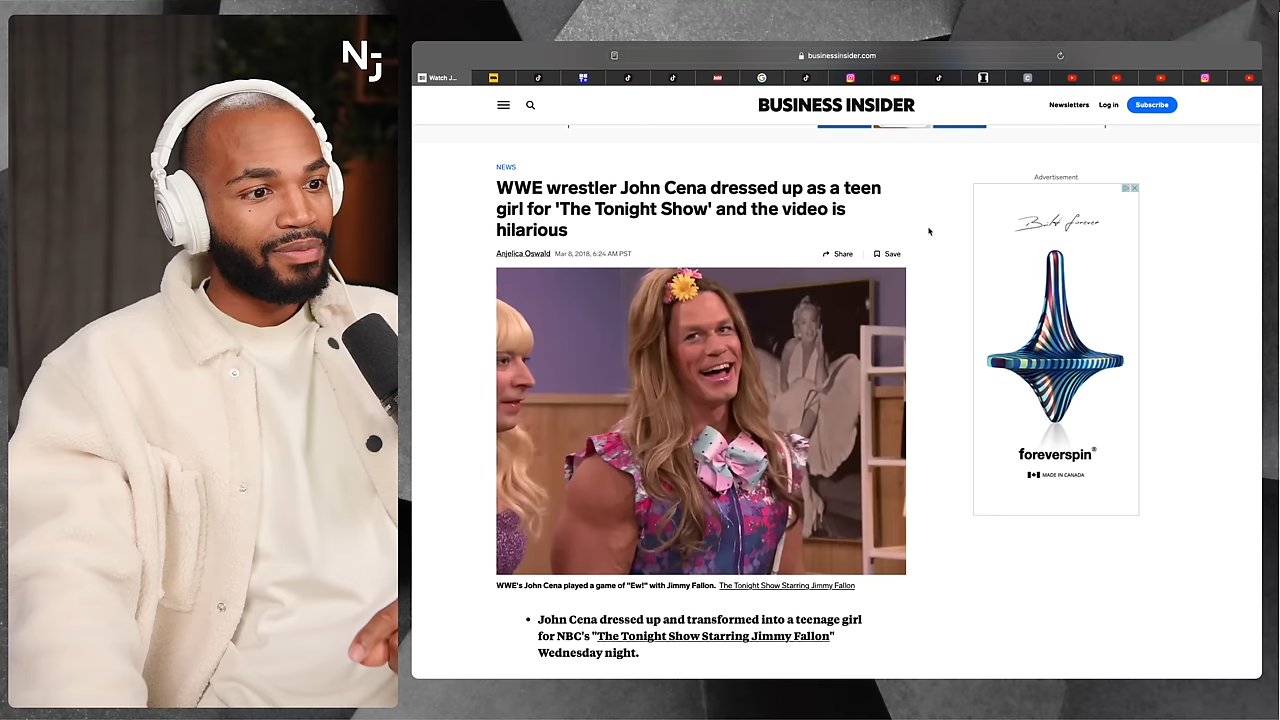 NJ
businessinsider.com
Watch J...
BUSINESS INSIDER
Newsletters Log in Subscribe
NEWS
WWE wrestler John Cena dressed up as a teen
girl for 'The Tonight Show' and the video is
hilarious
Anjelica Oswald Mar 8, 2018, 6:24 AM PST
Share Save
WWE's John Cena played a game of "Ew!" with Jimmy Fallon. The Tonight Show Starring Jimmy Fallon
• John Cena dressed up and transformed into a teenage girl
for NBC's "The Tonight Show Starring Jimmy Fallon"
Wednesday night.
Advertisement
Built forever
foreverspin®
MADE IN CANADA